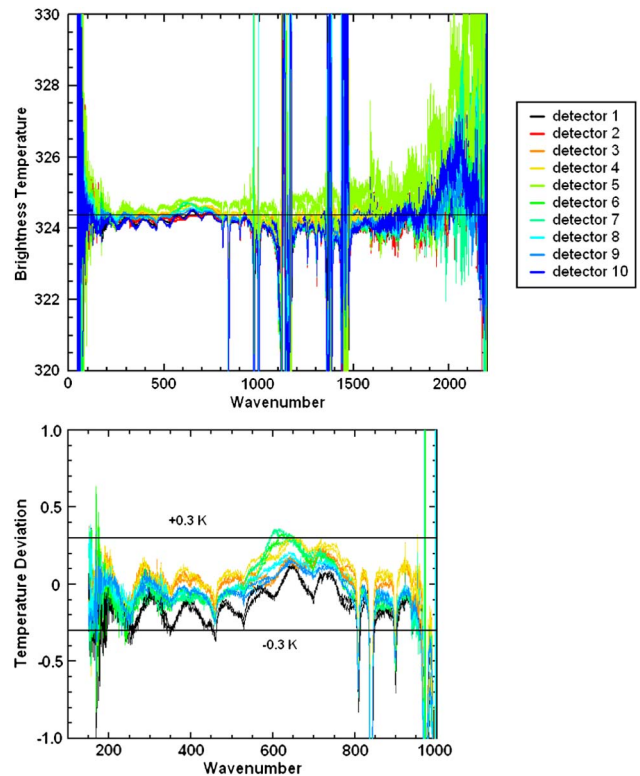 330
328
326
324
322
320
Brightness Temperature
0 500 1000 1500 2000
Wavenumber
detector 1
detector 2
detector 3
detector 4
detector 5
detector 6
detector 7
detector 8
detector 9
detector 10
1.0
0.5
0
-0.5
-1.0
Temperature Deviation
+0.3 K
-0.3 K
200 400 600 800 1000
Wavenumber